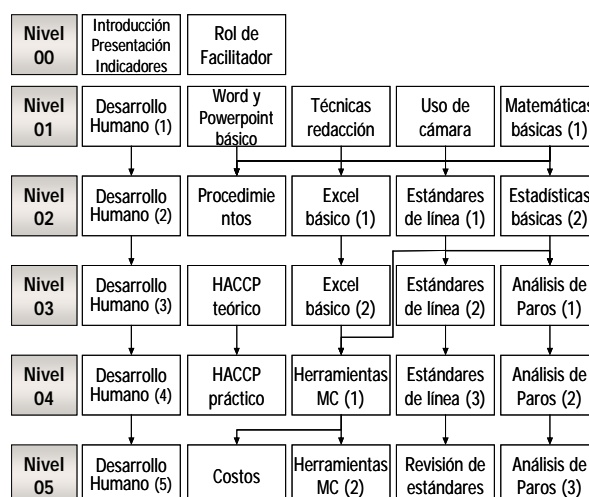 Nivel
00
Introducción
Presentación
Indicadores
Rol de
Facilitador
Nivel
01
Desarrollo
Humano (1)
Word y
Powerpoint
básico
Técnicas
redacción
Uso de
cámara
Matemáticas
básicas (1)
Nivel
02
Desarrollo
Humano (2)
Procedimie
ntos
Excel
básico (1)
Estándares
de línea (1)
Estadísticas
básicas (2)
Nivel
03
Desarrollo
Humano (3)
HACCP
teórico
Excel
básico (2)
Estándares
de línea (2)
Análisis de
Paros (1)
Nivel
04
Desarrollo
Humano (4)
HACCP
práctico
Herramientas
MC (1)
Estándares
de línea (3)
Análisis de
Paros (2)
Nivel
05
Desarrollo
Humano (5)
Costos
Herramientas
MC (2)
Revisión de
estándares
Análisis de
Paros (3)